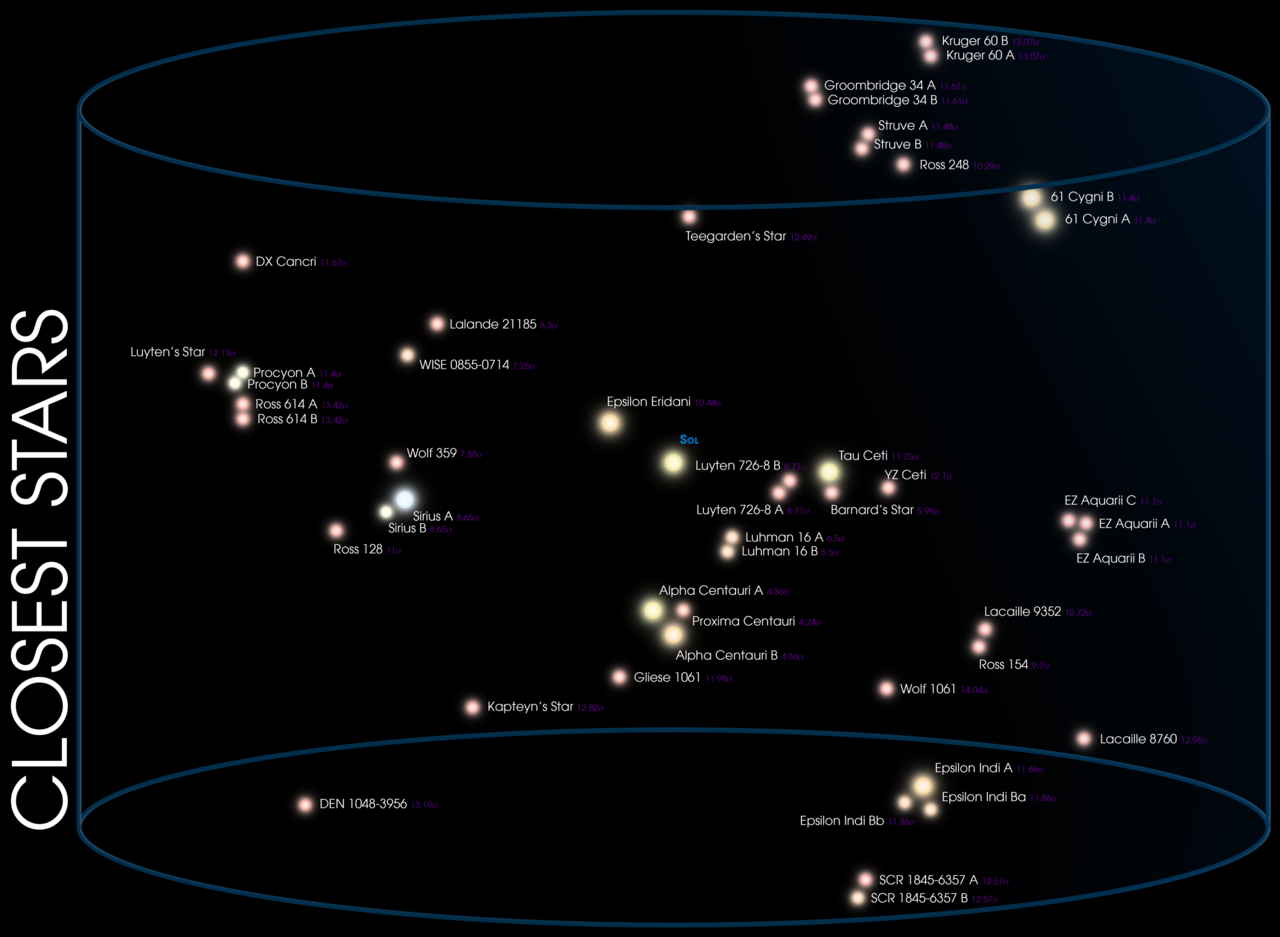 CLOSEST STARS
Kruger 60 B 13.07LY
Kruger 60 A 13.07LY
Groombridge 34 A 11.61LY
Groombridge 34 B 11.61LY
Struve A 11.48LY
Struve B 11.48LY
Ross 248 10.29LY
61 Cygni B 11.4LY
61 Cygni A 11.4LY
Teegarden's Star 12.49LY
DX Cancri 11.67LY
Lalande 21185 8.3LY
Luyten's Star 12.19LY
WISE 0855-0714 7.26LY
Procyon A 11.4LY
Procyon B 11.4LY
Ross 614 A 13.42LY
Ross 614 B 13.42LY
Epsilon Eridani 10.44LY
SOL
Wolf 359 7.85LY
Tau Ceti 11.75LY
Luyten 726-8 B 8.71LY
YZ Ceti 12.1LY
Luyten 726-8 A 8.71LY
Barnard's Star 5.98LY
EZ Aquarii C 11.1LY
Sirius A 8.65LY
EZ Aquarii A 11.1LY
Sirius B 8.65LY
Luhman 16 A 6.5LY
Ross 128 11LY
Luhman 16 B 6.5LY
EZ Aquarii B 11.1LY
Alpha Centauri A 4.36LY
Lacaille 9352 10.72LY
Proxima Centauri 4.24LY
Alpha Centauri B 4.36LY
Ross 154 9.7LY
Gliese 1061 11.98LY
Wolf 1061 14.04LY
Kapteyn's Star 12.82LY
Lacaille 8760 12.95LY
Epsilon Indi A 11.86LY
Epsilon Indi Ba 11.86LY
DEN 1048-3956 13.19LY
Epsilon Indi Bb 11.86LY
SCR 1845-6357 A 12.57LY
SCR 1845-6357 B 12.57LY